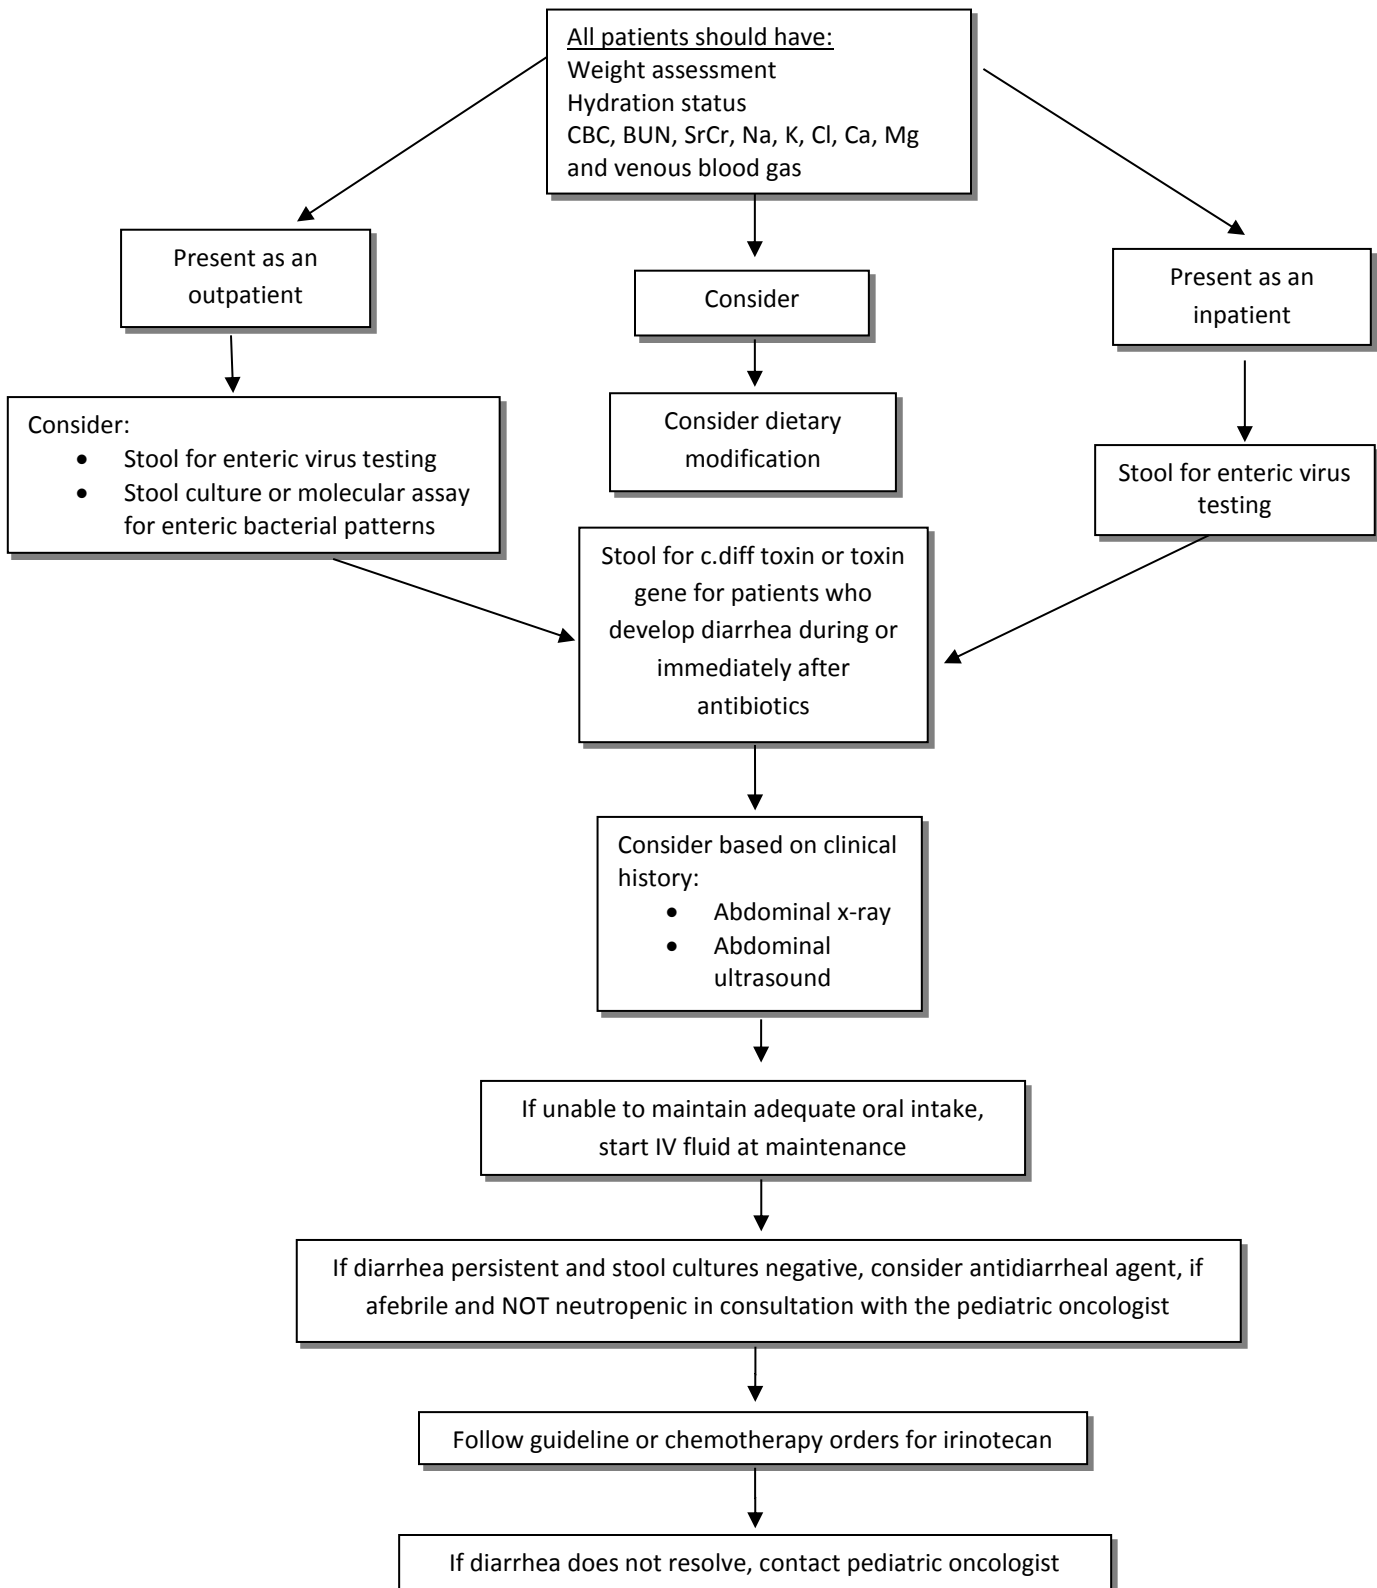 All patients should have:
Weight assessment
Hydration status
CBC, BUN, SrCr, Na, K, Cl, Ca, Mg
and venous blood gas
Present as an
outpatient
Consider
Present as an
inpatient
Consider:
• Stool for enteric virus testing
• Stool culture or molecular assay
for enteric bacterial patterns
Consider dietary
modification
Stool for enteric virus
testing
Stool for c.diff toxin or toxin
gene for patients who
develop diarrhea during or
immediately after
antibiotics
Consider based on clinical
history:
• Abdominal x-ray
• Abdominal
ultrasound
If unable to maintain adequate oral intake,
start IV fluid at maintenance
If diarrhea persistent and stool cultures negative, consider antidiarrheal agent, if
afebrile and NOT neutropenic in consultation with the pediatric oncologist
Follow guideline or chemotherapy orders for irinotecan
If diarrhea does not resolve, contact pediatric oncologist